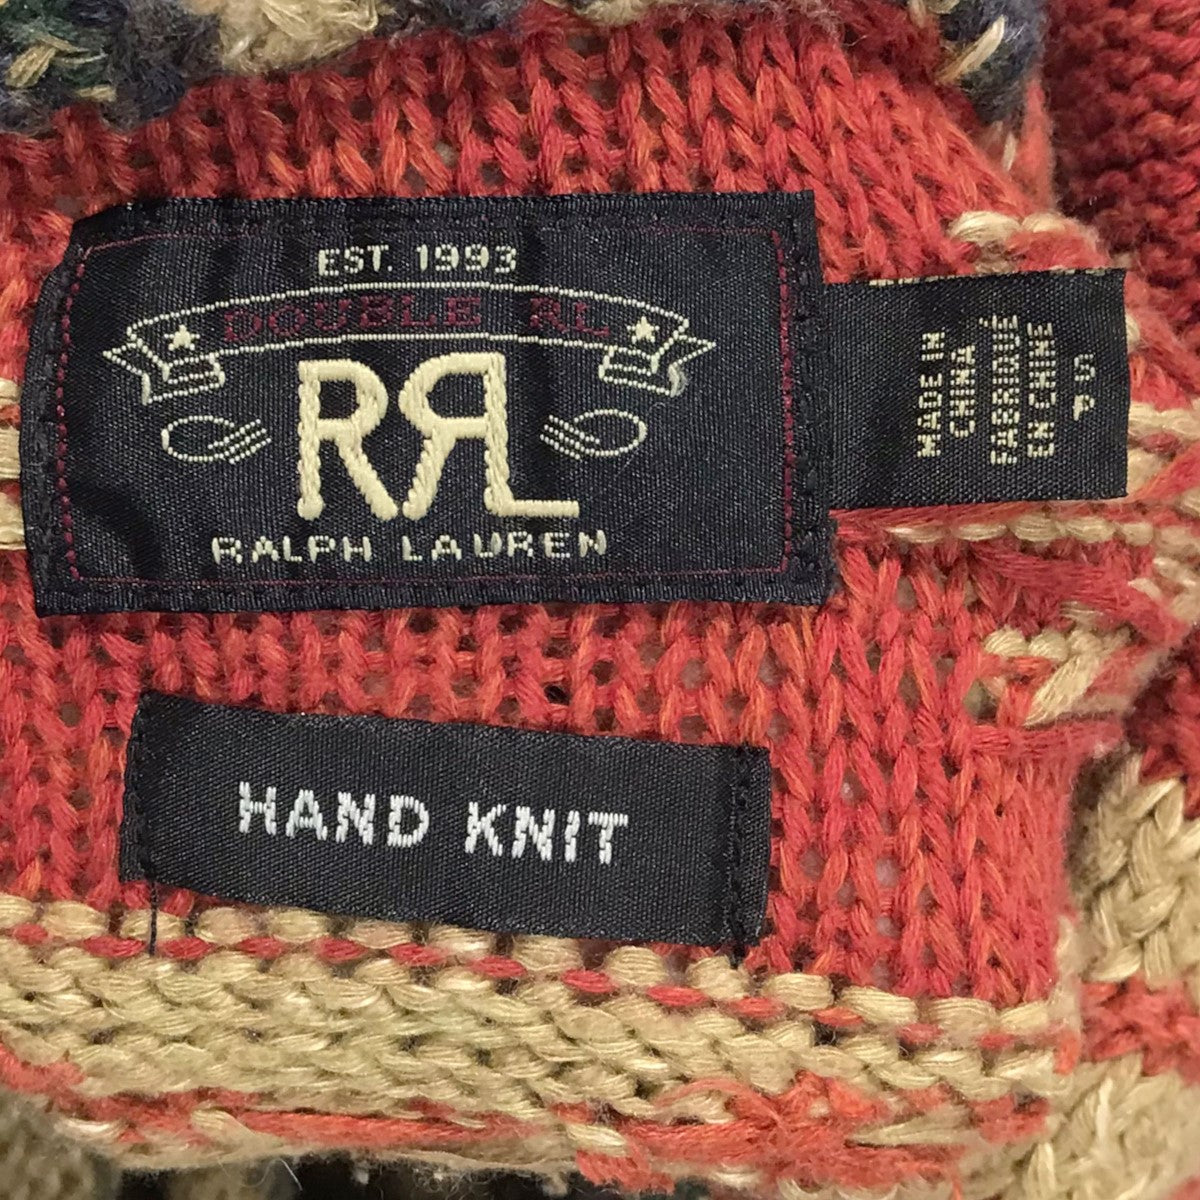 EST. 1993
DOUBLE RL
RRL
RALPH LAUREN
MADE IN
CHINA
FABRIQUÉ
EN CHINE
S
P
HAND KNIT